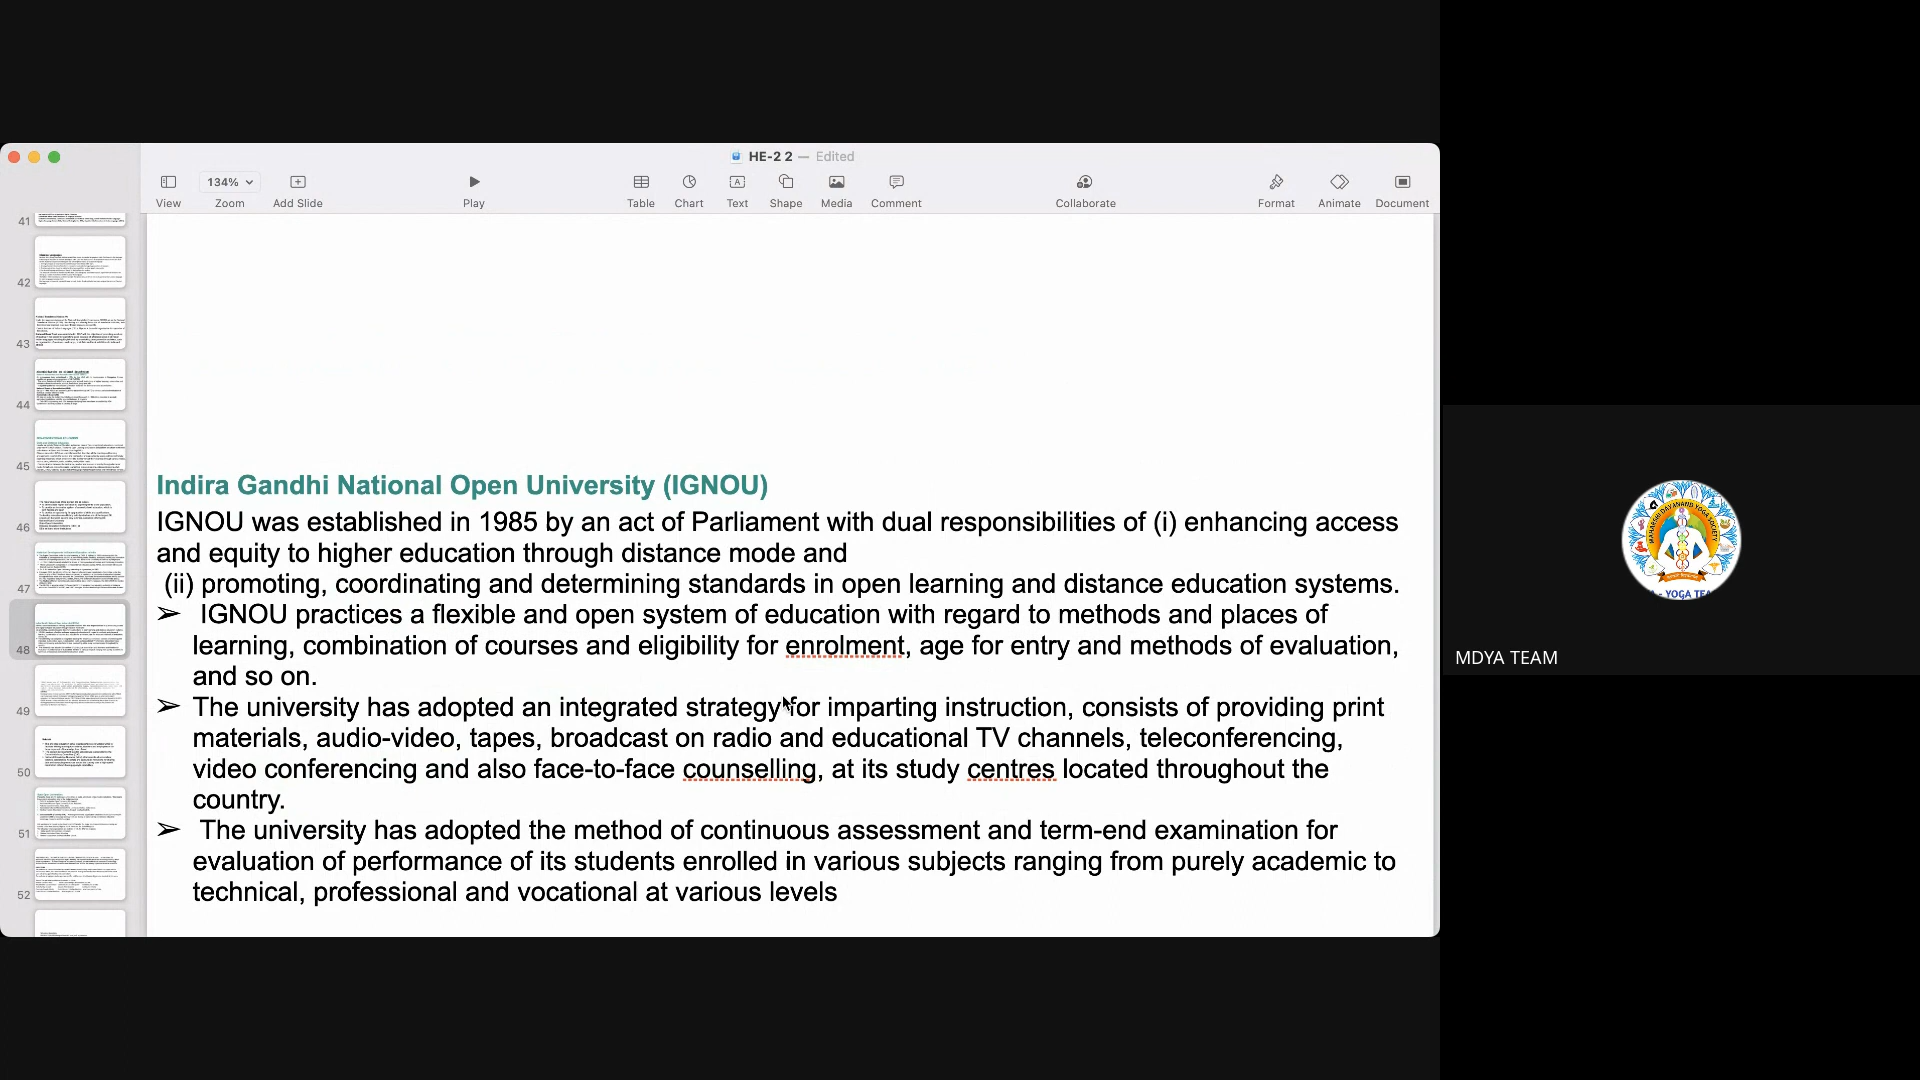 HE-2 2 — Edited
134%
View
Zoom
Add Slide
Play
Table
Chart
Text
Shape
Media
Comment
Collaborate
Format
Animate
Document
41
42
43
44
45
46
47
48
49
50
51
52
Indira Gandhi National Open University (IGNOU)
IGNOU was established in 1985 by an act of Parliament with dual responsibilities of (i) enhancing access
and equity to higher education through distance mode and
(ii) promoting, coordinating and determining standards in open learning and distance education systems.
➢ IGNOU practices a flexible and open system of education with regard to methods and places of
learning, combination of courses and eligibility for enrolment, age for entry and methods of evaluation,
and so on.
➢ The university has adopted an integrated strategy for imparting instruction, consists of providing print
materials, audio-video, tapes, broadcast on radio and educational TV channels, teleconferencing,
video conferencing and also face-to-face counselling, at its study centres located throughout the
country.
➢ The university has adopted the method of continuous assessment and term-end examination for
evaluation of performance of its students enrolled in various subjects ranging from purely academic to
technical, professional and vocational at various levels
MAHARSHI DAYANAND YOGA SOCIETY
MDYA TEAM